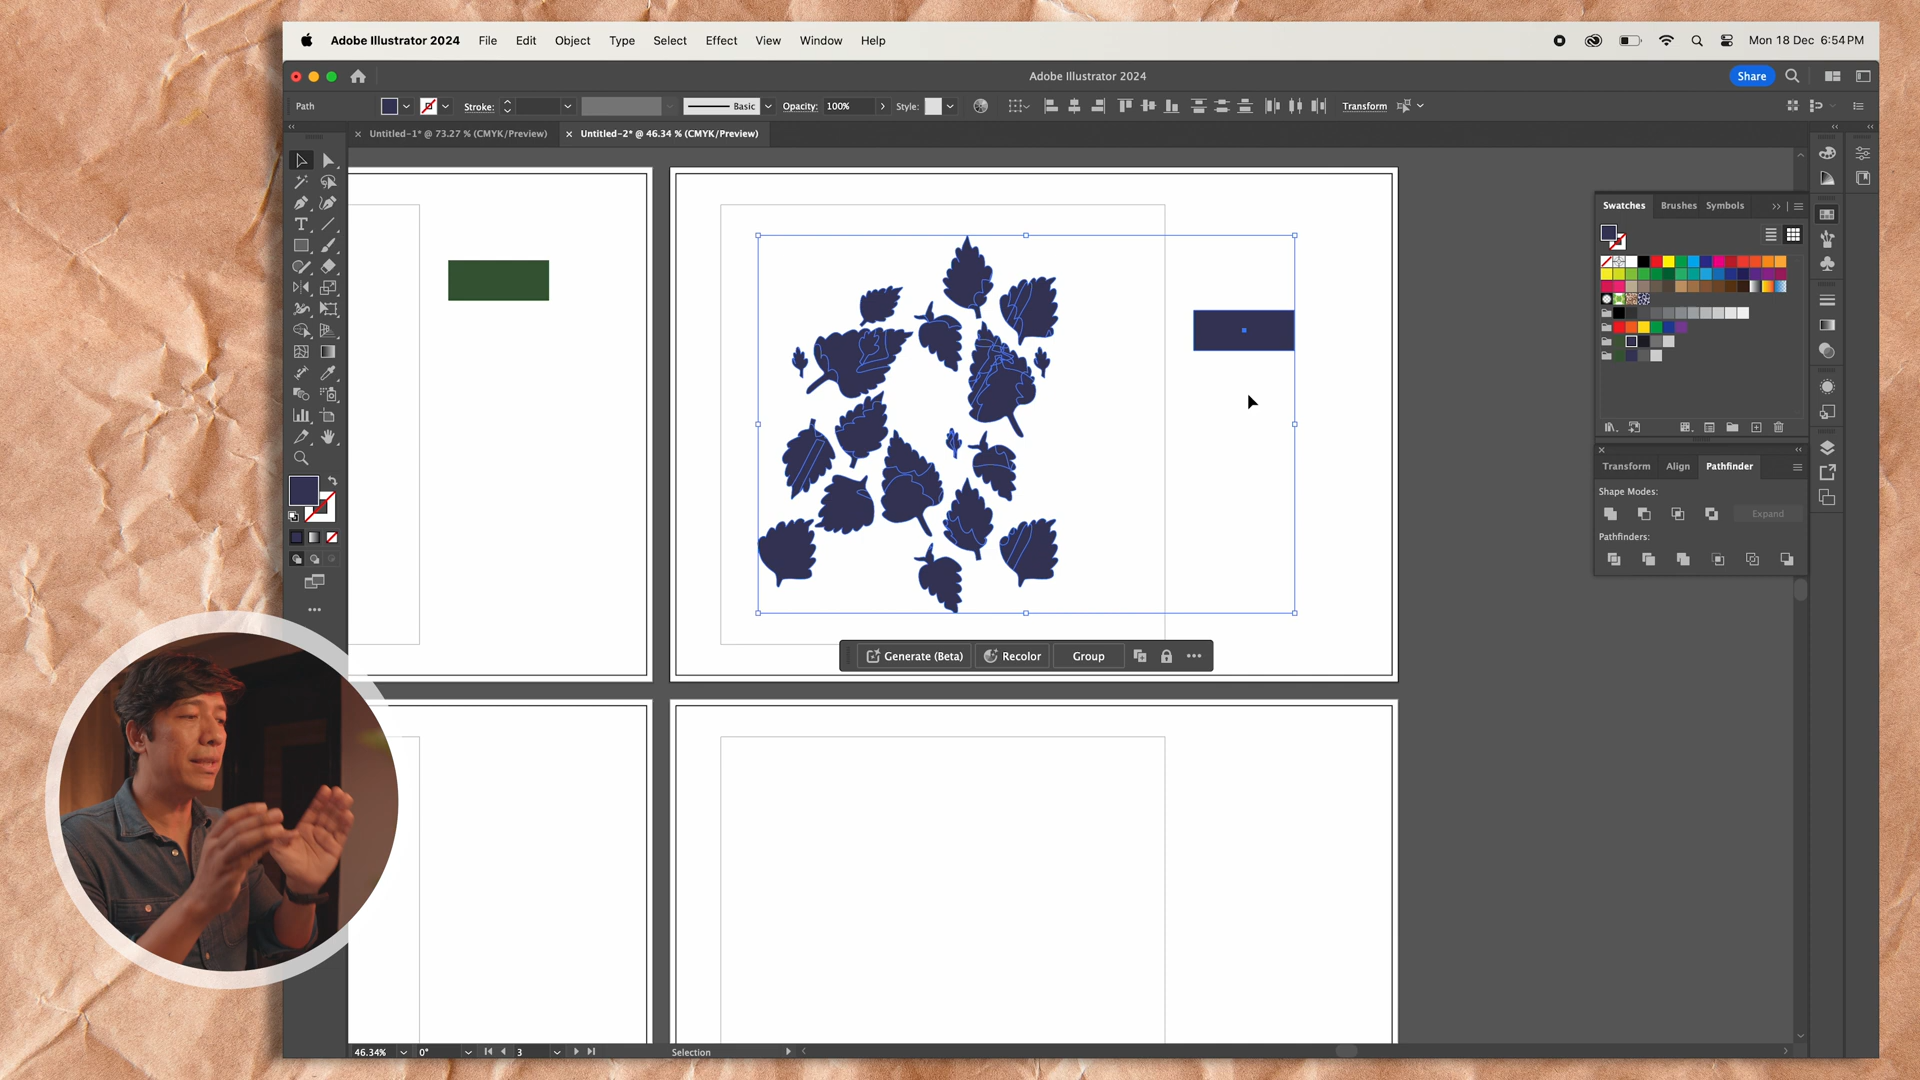 Adobe Illustrator 2024 File Edit Object Type Select Effect View Window Help Mon 18 Dec 6:54 PM
Adobe Illustrator 2024 Share
Path Stroke: Basic Opacity: 100% Style: Transform
Untitled-1* @ 73.27 % (CMYK/Preview) Untitled-2* @ 46.34 % (CMYK/Preview)
Swatches Brushes Symbols
Transform Align Pathfinder
Shape Modes:
Expand
Pathfinders:
Generate (Beta) Recolor Group
46.34% 0° 3 Selection